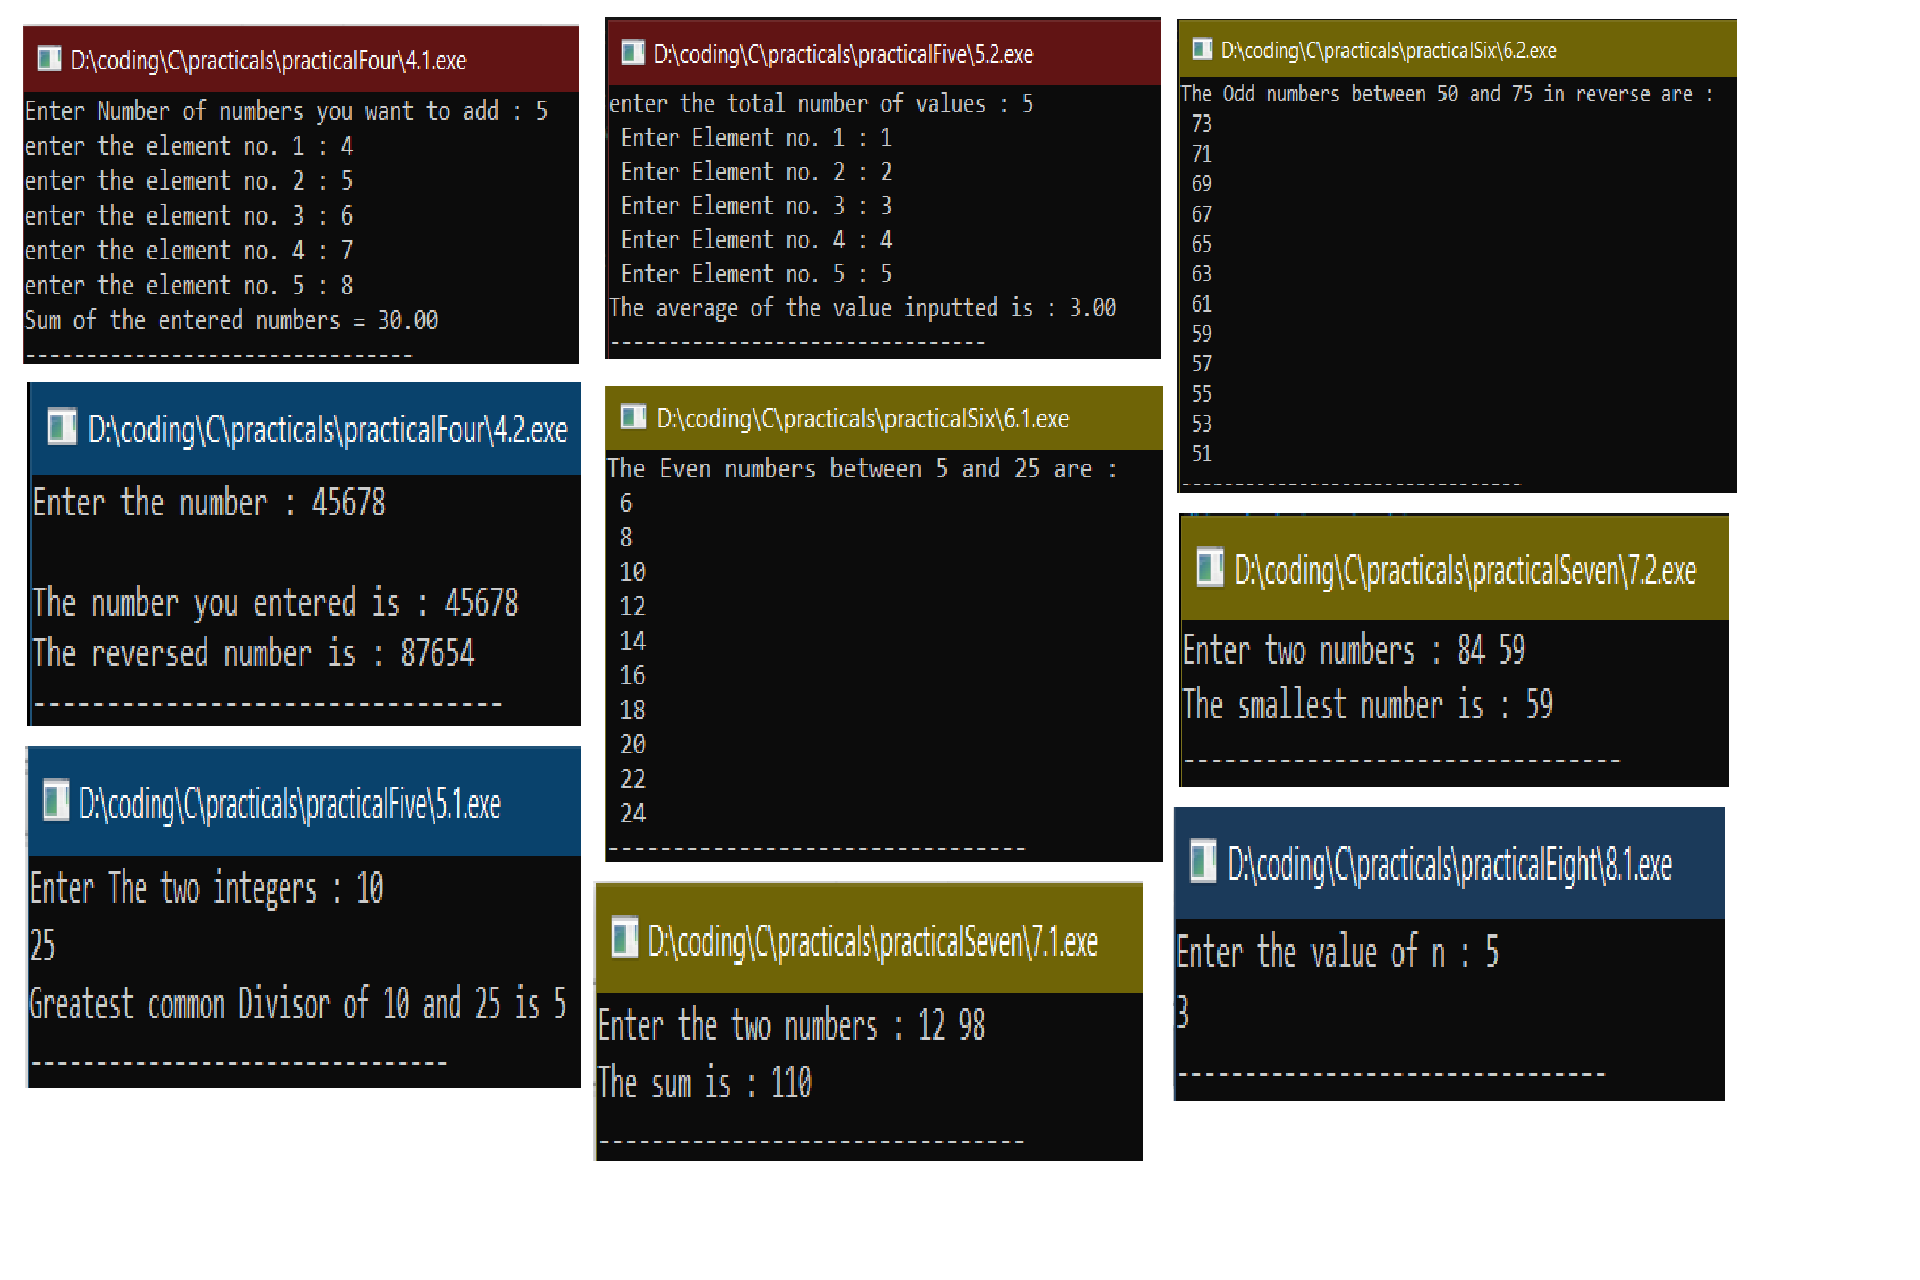 D:\coding\C\practicals\practicalFour\4.1.exe
Enter Number of numbers you want to add : 5
enter the element no. 1 : 4
enter the element no. 2 : 5
enter the element no. 3 : 6
enter the element no. 4 : 7
enter the element no. 5 : 8
Sum of the entered numbers = 30.00
--------------------------------
D:\coding\C\practicals\practicalFour\4.2.exe
Enter the number : 45678
The number you entered is : 45678
The reversed number is : 87654
--------------------------------
D:\coding\C\practicals\practicalFive\5.1.exe
Enter The two integers : 10
25
Greatest common Divisor of 10 and 25 is 5
--------------------------------
D:\coding\C\practicals\practicalFive\5.2.exe
enter the total number of values : 5
Enter Element no. 1 : 1
Enter Element no. 2 : 2
Enter Element no. 3 : 3
Enter Element no. 4 : 4
Enter Element no. 5 : 5
The average of the value inputted is : 3.00
--------------------------------
D:\coding\C\practicals\practicalSix\6.1.exe
The Even numbers between 5 and 25 are :
6
8
10
12
14
16
18
20
22
24
--------------------------------
D:\coding\C\practicals\practicalSeven\7.1.exe
Enter the two numbers : 12 98
The sum is : 110
--------------------------------
D:\coding\C\practicals\practicalSix\6.2.exe
The Odd numbers between 50 and 75 in reverse are :
73
71
69
67
65
63
61
59
57
55
53
51
--------------------------------
D:\coding\C\practicals\practicalSeven\7.2.exe
Enter two numbers : 84 59
The smallest number is : 59
--------------------------------
D:\coding\C\practicals\practicalEight\8.1.exe
Enter the value of n : 5
3
--------------------------------